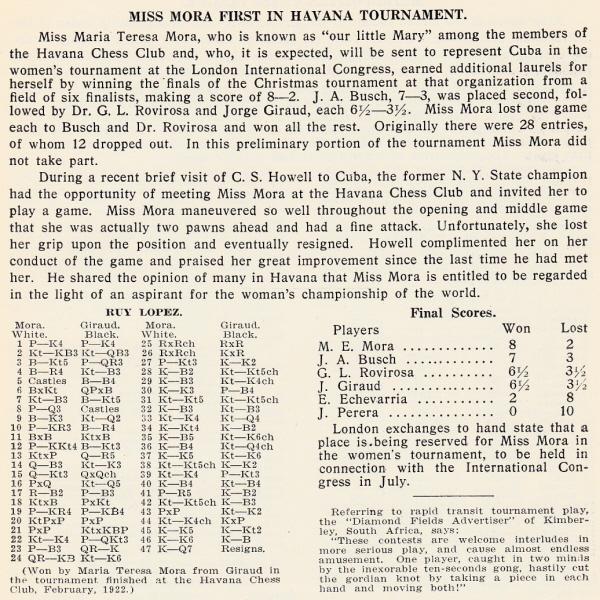 MISS MORA FIRST IN HAVANA TOURNAMENT.
Miss Maria Teresa Mora, who is known as "our little Mary" among the members of
the Havana Chess Club and, who, it is expected, will be sent to represent Cuba in the
women's tournament at the London International Congress, earned additional laurels for
herself by winning the finals of the Christmas tournament at that organization from a
field of six finalists, making a score of 8—2. J. A. Busch, 7—3, was placed second, fol-
lowed by Dr. G. L. Rovirosa and Jorge Giraud, each 6½—3½. Miss Mora lost one game
each to Busch and Dr. Rovirosa and won all the rest. Originally there were 28 entries,
of whom 12 dropped out. In this preliminary portion of the tournament Miss Mora did
not take part.
During a recent brief visit of C. S. Howell to Cuba, the former N. Y. State champion
had the opportunity of meeting Miss Mora at the Havana Chess Club and invited her to
play a game. Miss Mora maneuvered so well throughout the opening and middle game
that she was actually two pawns ahead and had a fine attack. Unfortunately, she lost
her grip upon the position and eventually resigned. Howell complimented her on her
conduct of the game and praised her great improvement since the last time he had met
her. He shared the opinion of many in Havana that Miss Mora is entitled to be regarded
in the light of an aspirant for the woman's championship of the world.
RUY LOPEZ.
Mora. Giraud. Mora. Giraud.
White. Black. White. Black.
1 P—K4 P—K4 25 RxRch RxR
2 Kt—KB3 Kt—QB3 26 RxRch KxR
3 B—Kt5 P—QR3 27 P—Kt3 K—K2
4 B—R4 Kt—B3 28 K—B2 Kt—Kt5ch
5 Castles B—B4 29 K—B3 Kt—K4ch
6 BxKt QPxB 30 K—K3 P—B4
7 Kt—B3 B—Kt5 31 Kt—Kt5 Kt—Kt5ch
8 P—Q3 Castles 32 K—B3 Kt—B3
9 B—K3 Kt—Q2 33 Kt—K4 Kt—Q4
10 P—KR3 B—R4 34 K—Kt4 K—B2
11 BxB KtxB 35 K—B5 Kt—K6ch
12 P—KKt4 B—Kt3 36 K—B4 Kt—Q4ch
13 KtxP Q—R5 37 K—K5 Kt—K6
14 Q—B3 Kt—K3 38 Kt—Kt5ch K—K2
15 Q—Kt3 QxQch 39 Kt—K4 P—Kt3
16 PxQ Kt—Q5 40 K—B4 Kt—B4
17 R—B2 P—B3 41 P—R5 K—B2
18 KtxB PxKt 42 Kt—Kt5ch K—B3
19 P—KR4 P—KB4 43 PxP Kt—K2
20 KtPxP PxP 44 Kt—K4ch KxP
21 PxP KtxKBP 45 K—K5 K—Kt2
22 Kt—K4 P—QKt3 46 K—K6 K—B
23 P—B3 QR—K 47 K—Q7 Resigns.
24 QR—KB Kt—K6
(Won by Maria Teresa Mora from Giraud in
the tournament finished at the Havana Chess
Club, February, 1922.)
Final Scores.
Players Won Lost
M. E. Mora ............ 8 2
J. A. Busch ............ 7 3
G. L. Rovirosa .......... 6½ 3½
J. Giraud ............... 6½ 3½
E. Echevarria ........... 2 8
J. Perera ............... 0 10
London exchanges to hand state that a
place is being reserved for Miss Mora in
the women's tournament, to be held in
connection with the International Con-
gress in July.
Referring to rapid transit tournament play,
the "Diamond Fields Advertiser" of Kimber-
ley, South Africa, says:
"These contests are welcome interludes in
more serious play, and cause almost endless
amusement. One player, caught in two minds
by the inexorable ten-seconds gong, hastily cut
the gordian knot by taking a piece in each
hand and moving both!"